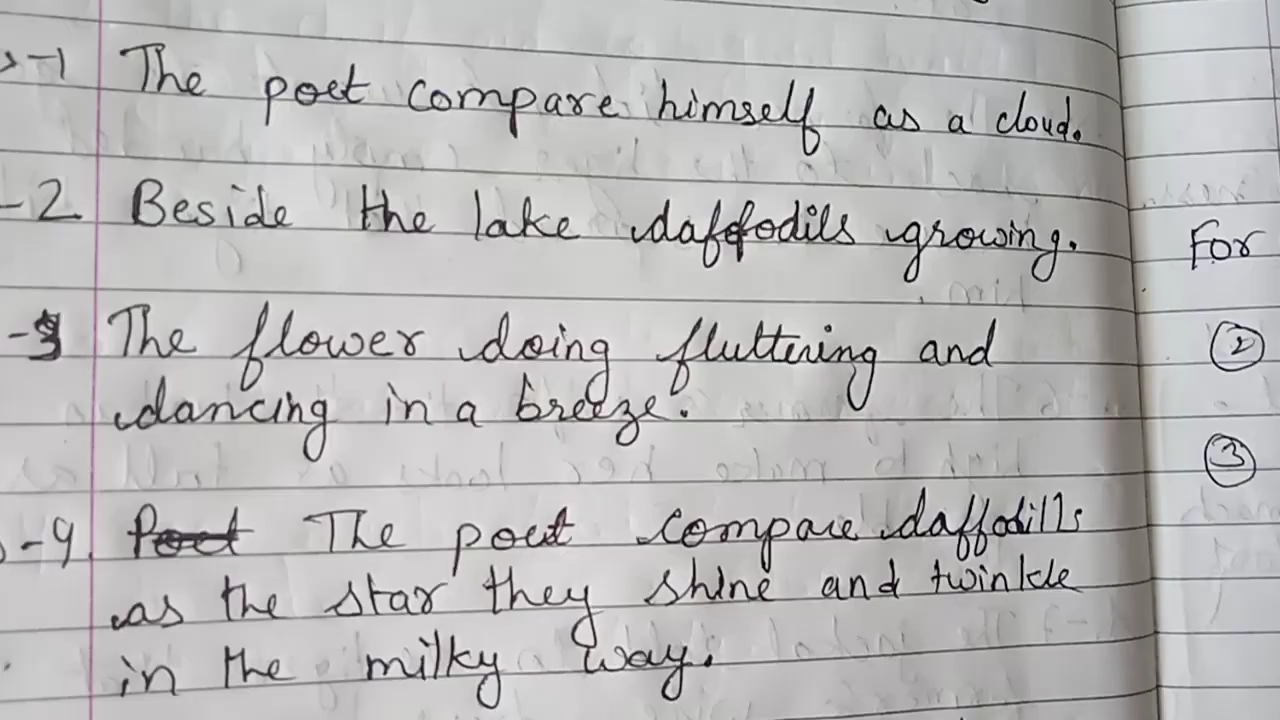 -1 The poet compare himself as a cloud.
-2 Beside the lake daffodils growing.
For
-3 The flower doing fluttering and
②
dancing in a breeze.
③
-4 Poet The poet compare daffodills
as the star they shine and twinkle
in the milky way.